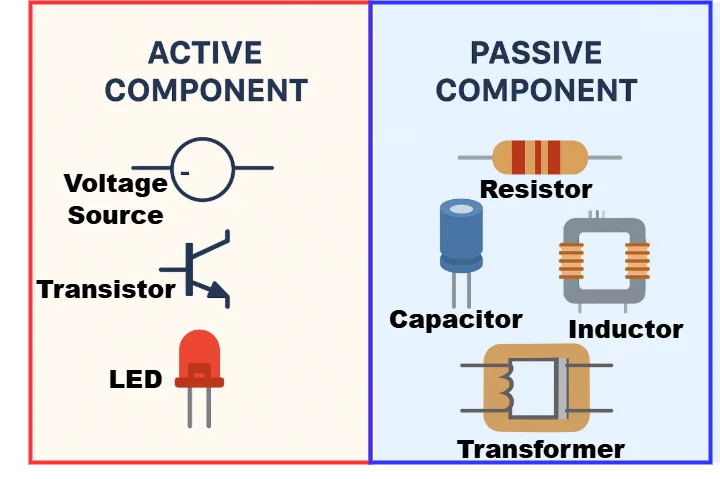 ACTIVE
COMPONENT
Voltage
Source
Transistor
LED
PASSIVE
COMPONENT
Resistor
Capacitor
Inductor
Transformer